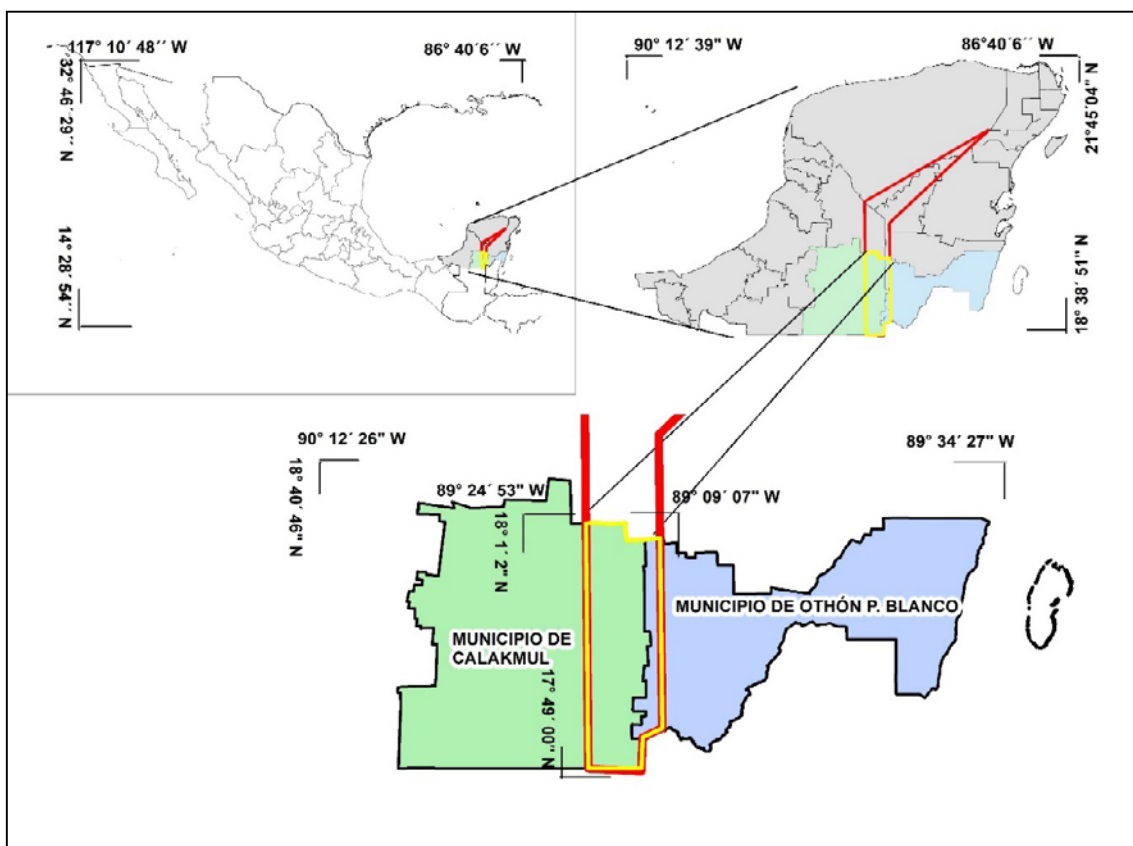 117° 10´ 48´´ W
86° 40´ 6´´ W
32° 46´ 29´´ N
14° 28´ 54´´ N
90° 12´ 39" W
86° 40´ 6´´ W
21° 45´ 04" N
18° 38´ 51" N
90° 12´ 26" W
18° 40´ 46" N
89° 34´ 27" W
89° 24´ 53" W
89° 09´ 07" W
18° 1´ 2" N
MUNICIPIO DE OTHÓN P. BLANCO
MUNICIPIO DE
CALAKMUL
17° 49´ 00" N